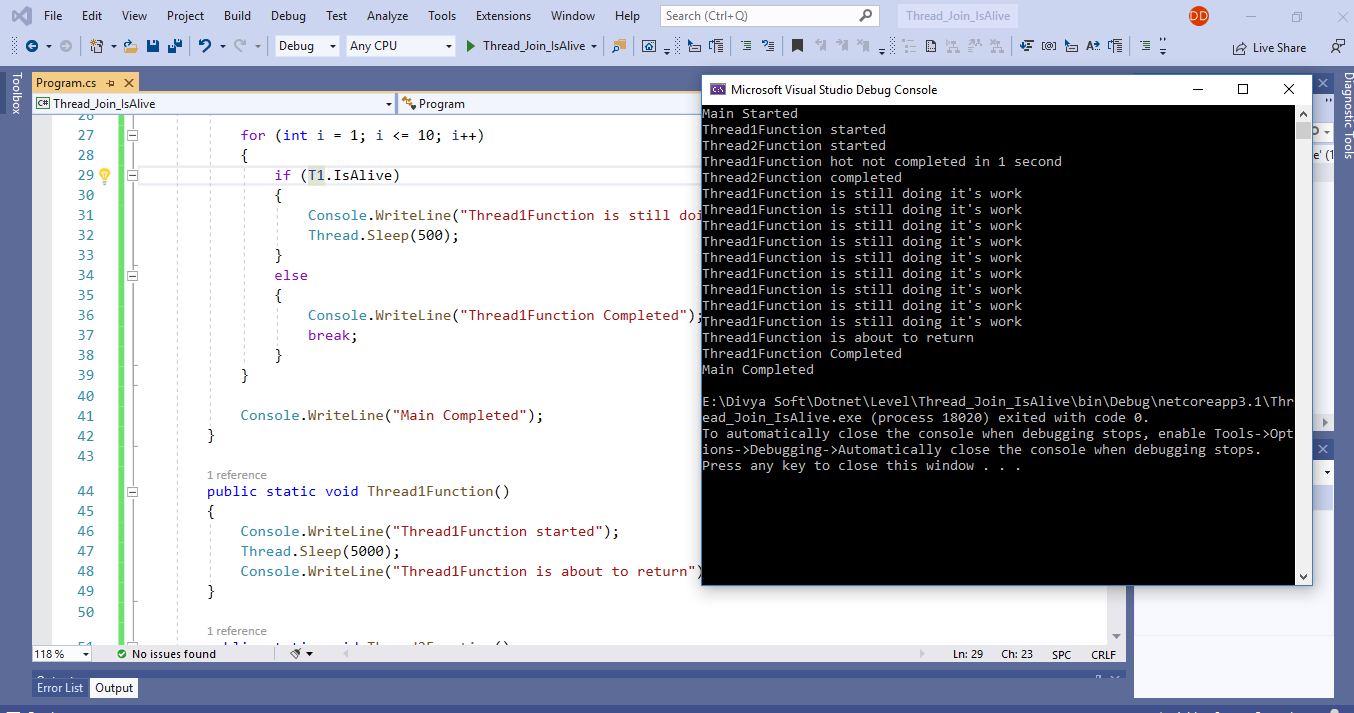 File Edit View Project Build Debug Test Analyze Tools Extensions Window Help Search (Ctrl+Q) Thread_Join_IsAlive DD
Debug Any CPU Thread_Join_IsAlive Live Share
Toolbox
Program.cs
Thread_Join_IsAlive Program
26
27 for (int i = 1; i <= 10; i++)
28 {
29 if (T1.IsAlive)
30 {
31 Console.WriteLine("Thread1Function is still doi
32 Thread.Sleep(500);
33 }
34 else
35 {
36 Console.WriteLine("Thread1Function Completed");
37 break;
38 }
39 }
40
41 Console.WriteLine("Main Completed");
42 }
43
1 reference
44 public static void Thread1Function()
45 {
46 Console.WriteLine("Thread1Function started");
47 Thread.Sleep(5000);
48 Console.WriteLine("Thread1Function is about to return")
49 }
50
1 reference
51 public static void Thread2Function()
118 % No issues found Ln: 29 Ch: 23 SPC CRLF
Error List Output
Microsoft Visual Studio Debug Console
Main Started
Thread1Function started
Thread2Function started
Thread1Function hot not completed in 1 second
Thread2Function completed
Thread1Function is still doing it's work
Thread1Function is still doing it's work
Thread1Function is still doing it's work
Thread1Function is still doing it's work
Thread1Function is still doing it's work
Thread1Function is still doing it's work
Thread1Function is still doing it's work
Thread1Function is still doing it's work
Thread1Function is still doing it's work
Thread1Function is about to return
Thread1Function Completed
Main Completed
E:\Divya Soft\Dotnet\Level\Thread_Join_IsAlive\bin\Debug\netcoreapp3.1\Thr
ead_Join_IsAlive.exe (process 18020) exited with code 0.
To automatically close the console when debugging stops, enable Tools->Opt
ions->Debugging->Automatically close the console when debugging stops.
Press any key to close this window . . .
Diagnostic Tools
e' (1